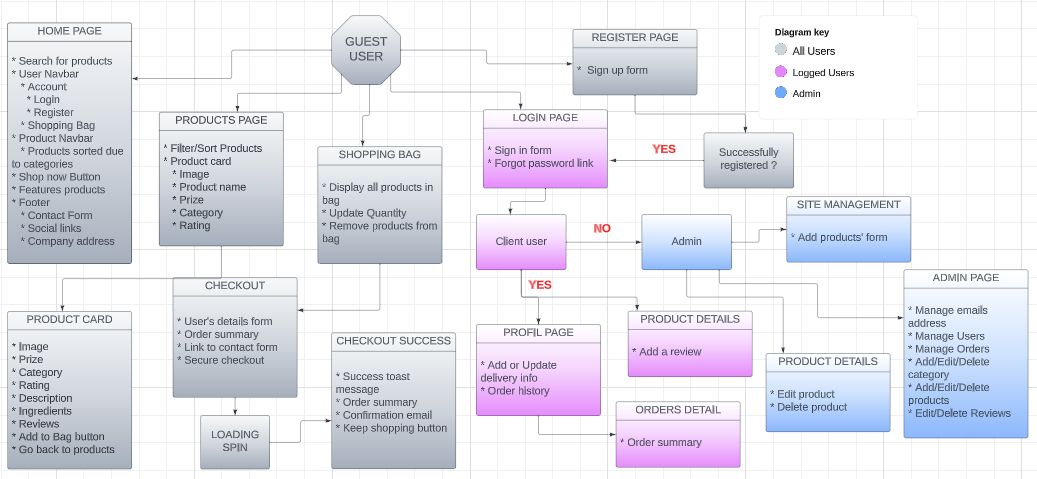 HOME PAGE
* Search for products
* User Navbar
* Account
* Login
* Register
* Shopping Bag
* Product Navbar
* Products sorted due
to categories
* Shop now Button
* Features products
* Footer
* Contact Form
* Social links
* Company address
GUEST
USER
REGISTER PAGE
* Sign up form
Diagram key
All Users
Logged Users
Admin
PRODUCTS PAGE
* Filter/Sort Products
* Product card
* Image
* Product name
* Prize
* Category
* Rating
SHOPPING BAG
* Display all products in
bag
* Update Quantity
* Remove products from
bag
LOGIN PAGE
* Sign in form
* Forgot password link
YES
Successfully
registered ?
Client user
NO
Admin
SITE MANAGEMENT
* Add products' form
YES
CHECKOUT
* User's details form
* Order summary
* Link to contact form
* Secure checkout
PRODUCT CARD
* Image
* Prize
* Category
* Rating
* Description
* Ingredients
* Reviews
* Add to Bag button
* Go back to products
LOADING
SPIN
CHECKOUT SUCCESS
* Success toast
message
* Order summary
* Confirmation email
* Keep shopping button
PROFIL PAGE
* Add or Update
delivery info
* Order history
PRODUCT DETAILS
* Add a review
ORDERS DETAIL
* Order summary
PRODUCT DETAILS
* Edit product
* Delete product
ADMIN PAGE
* Manage emails
address
* Manage Users
* Manage Orders
* Add/Edit/Delete
category
* Add/Edit/Delete
products
* Edit/Delete Reviews